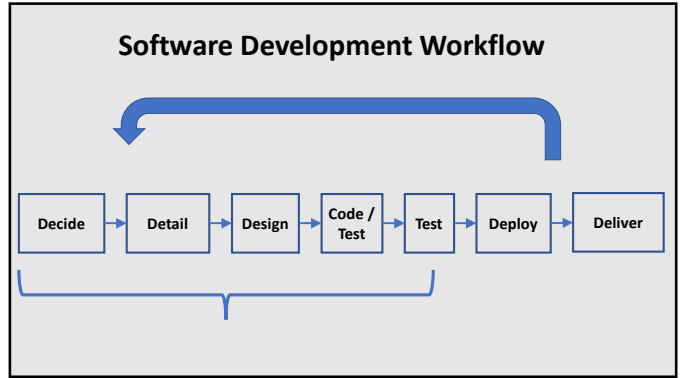 Software Development Workflow
Decide
Detail
Design
Code /
Test
Test
Deploy
Deliver